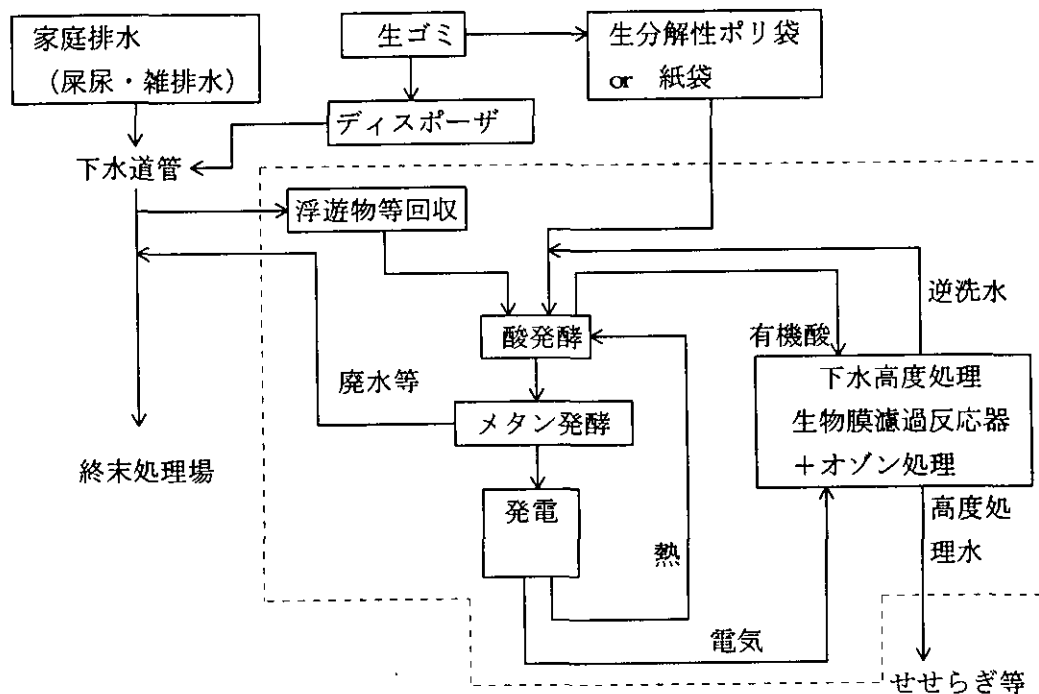 家庭排水
（屎尿・雑排水）
生ゴミ
生分解性ポリ袋
or 紙袋
ディスポーザ
下水道管
浮遊物等回収
逆洗水
酸発酵
有機酸
廃水等
下水高度処理
生物膜濾過反応器
＋オゾン処理
メタン発酵
終末処理場
発電
熱
高度処
理水
電気
せせらぎ等